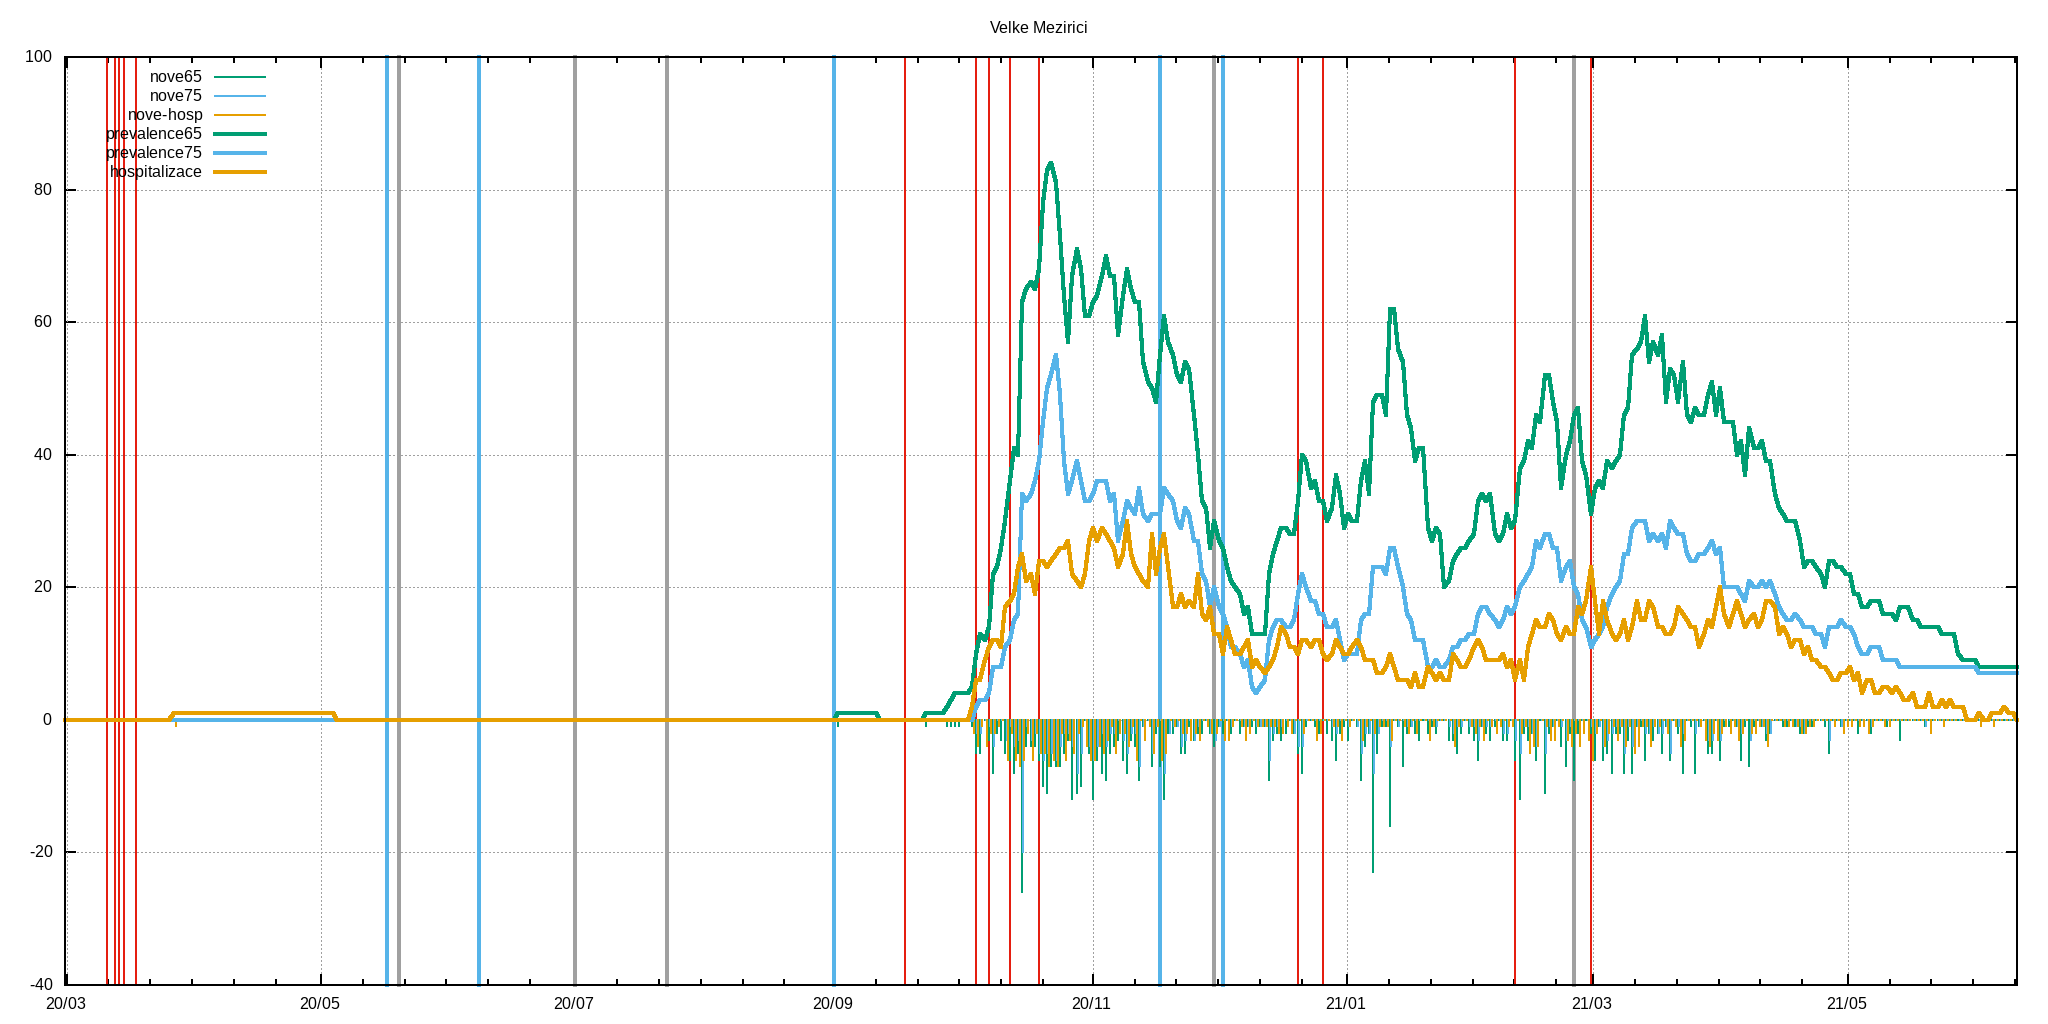 Velke Mezirici
100
80
60
40
20
0
-20
-40
nove65
nove75
nove-hosp
prevalence65
prevalence75
hospitalizace
20/03 20/05 20/07 20/09 20/11 21/01 21/03 21/05